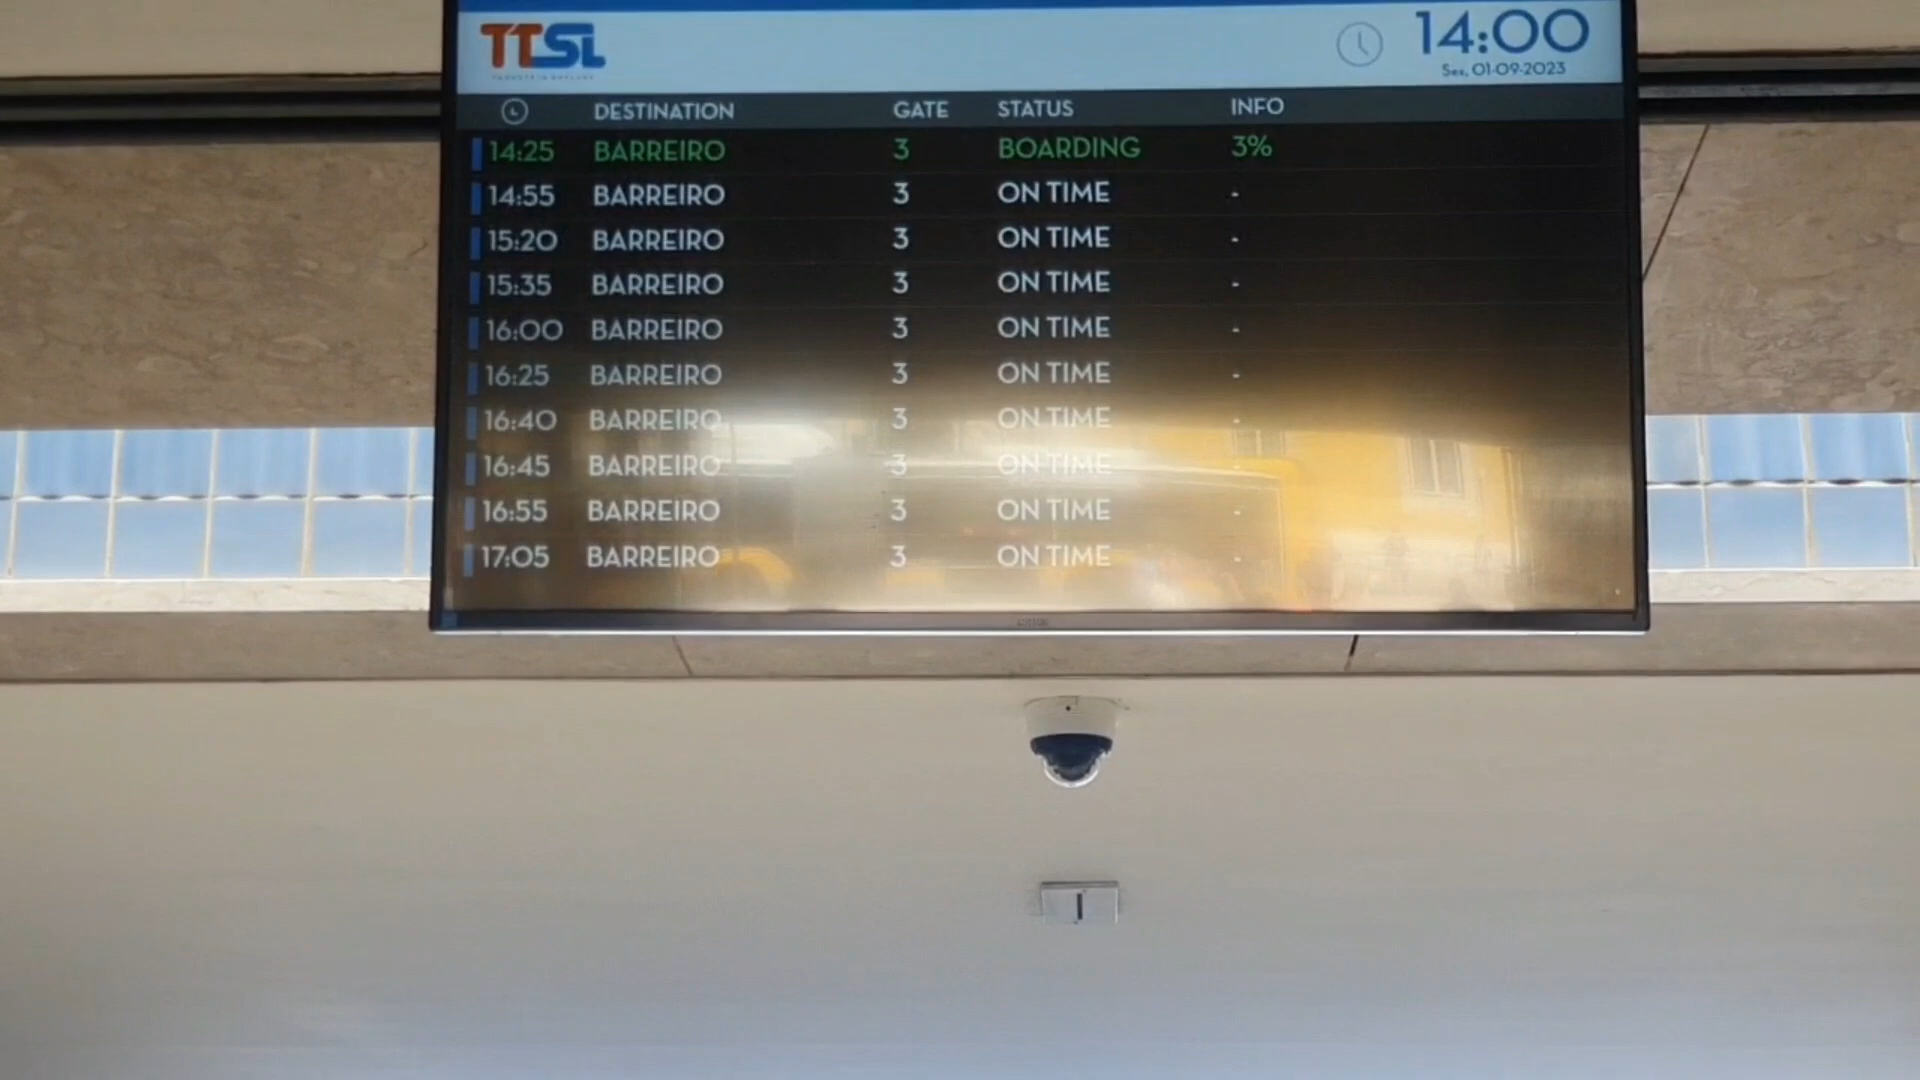 TTSL
14:00
Sex, 01-09-2023
DESTINATION GATE STATUS INFO
14:25 BARREIRO 3 BOARDING 3%
14:55 BARREIRO 3 ON TIME -
15:20 BARREIRO 3 ON TIME -
15:35 BARREIRO 3 ON TIME -
16:00 BARREIRO 3 ON TIME -
16:25 BARREIRO 3 ON TIME -
16:40 BARREIRO 3 ON TIME -
16:45 BARREIRO 3 ON TIME -
16:55 BARREIRO 3 ON TIME -
17:05 BARREIRO 3 ON TIME -